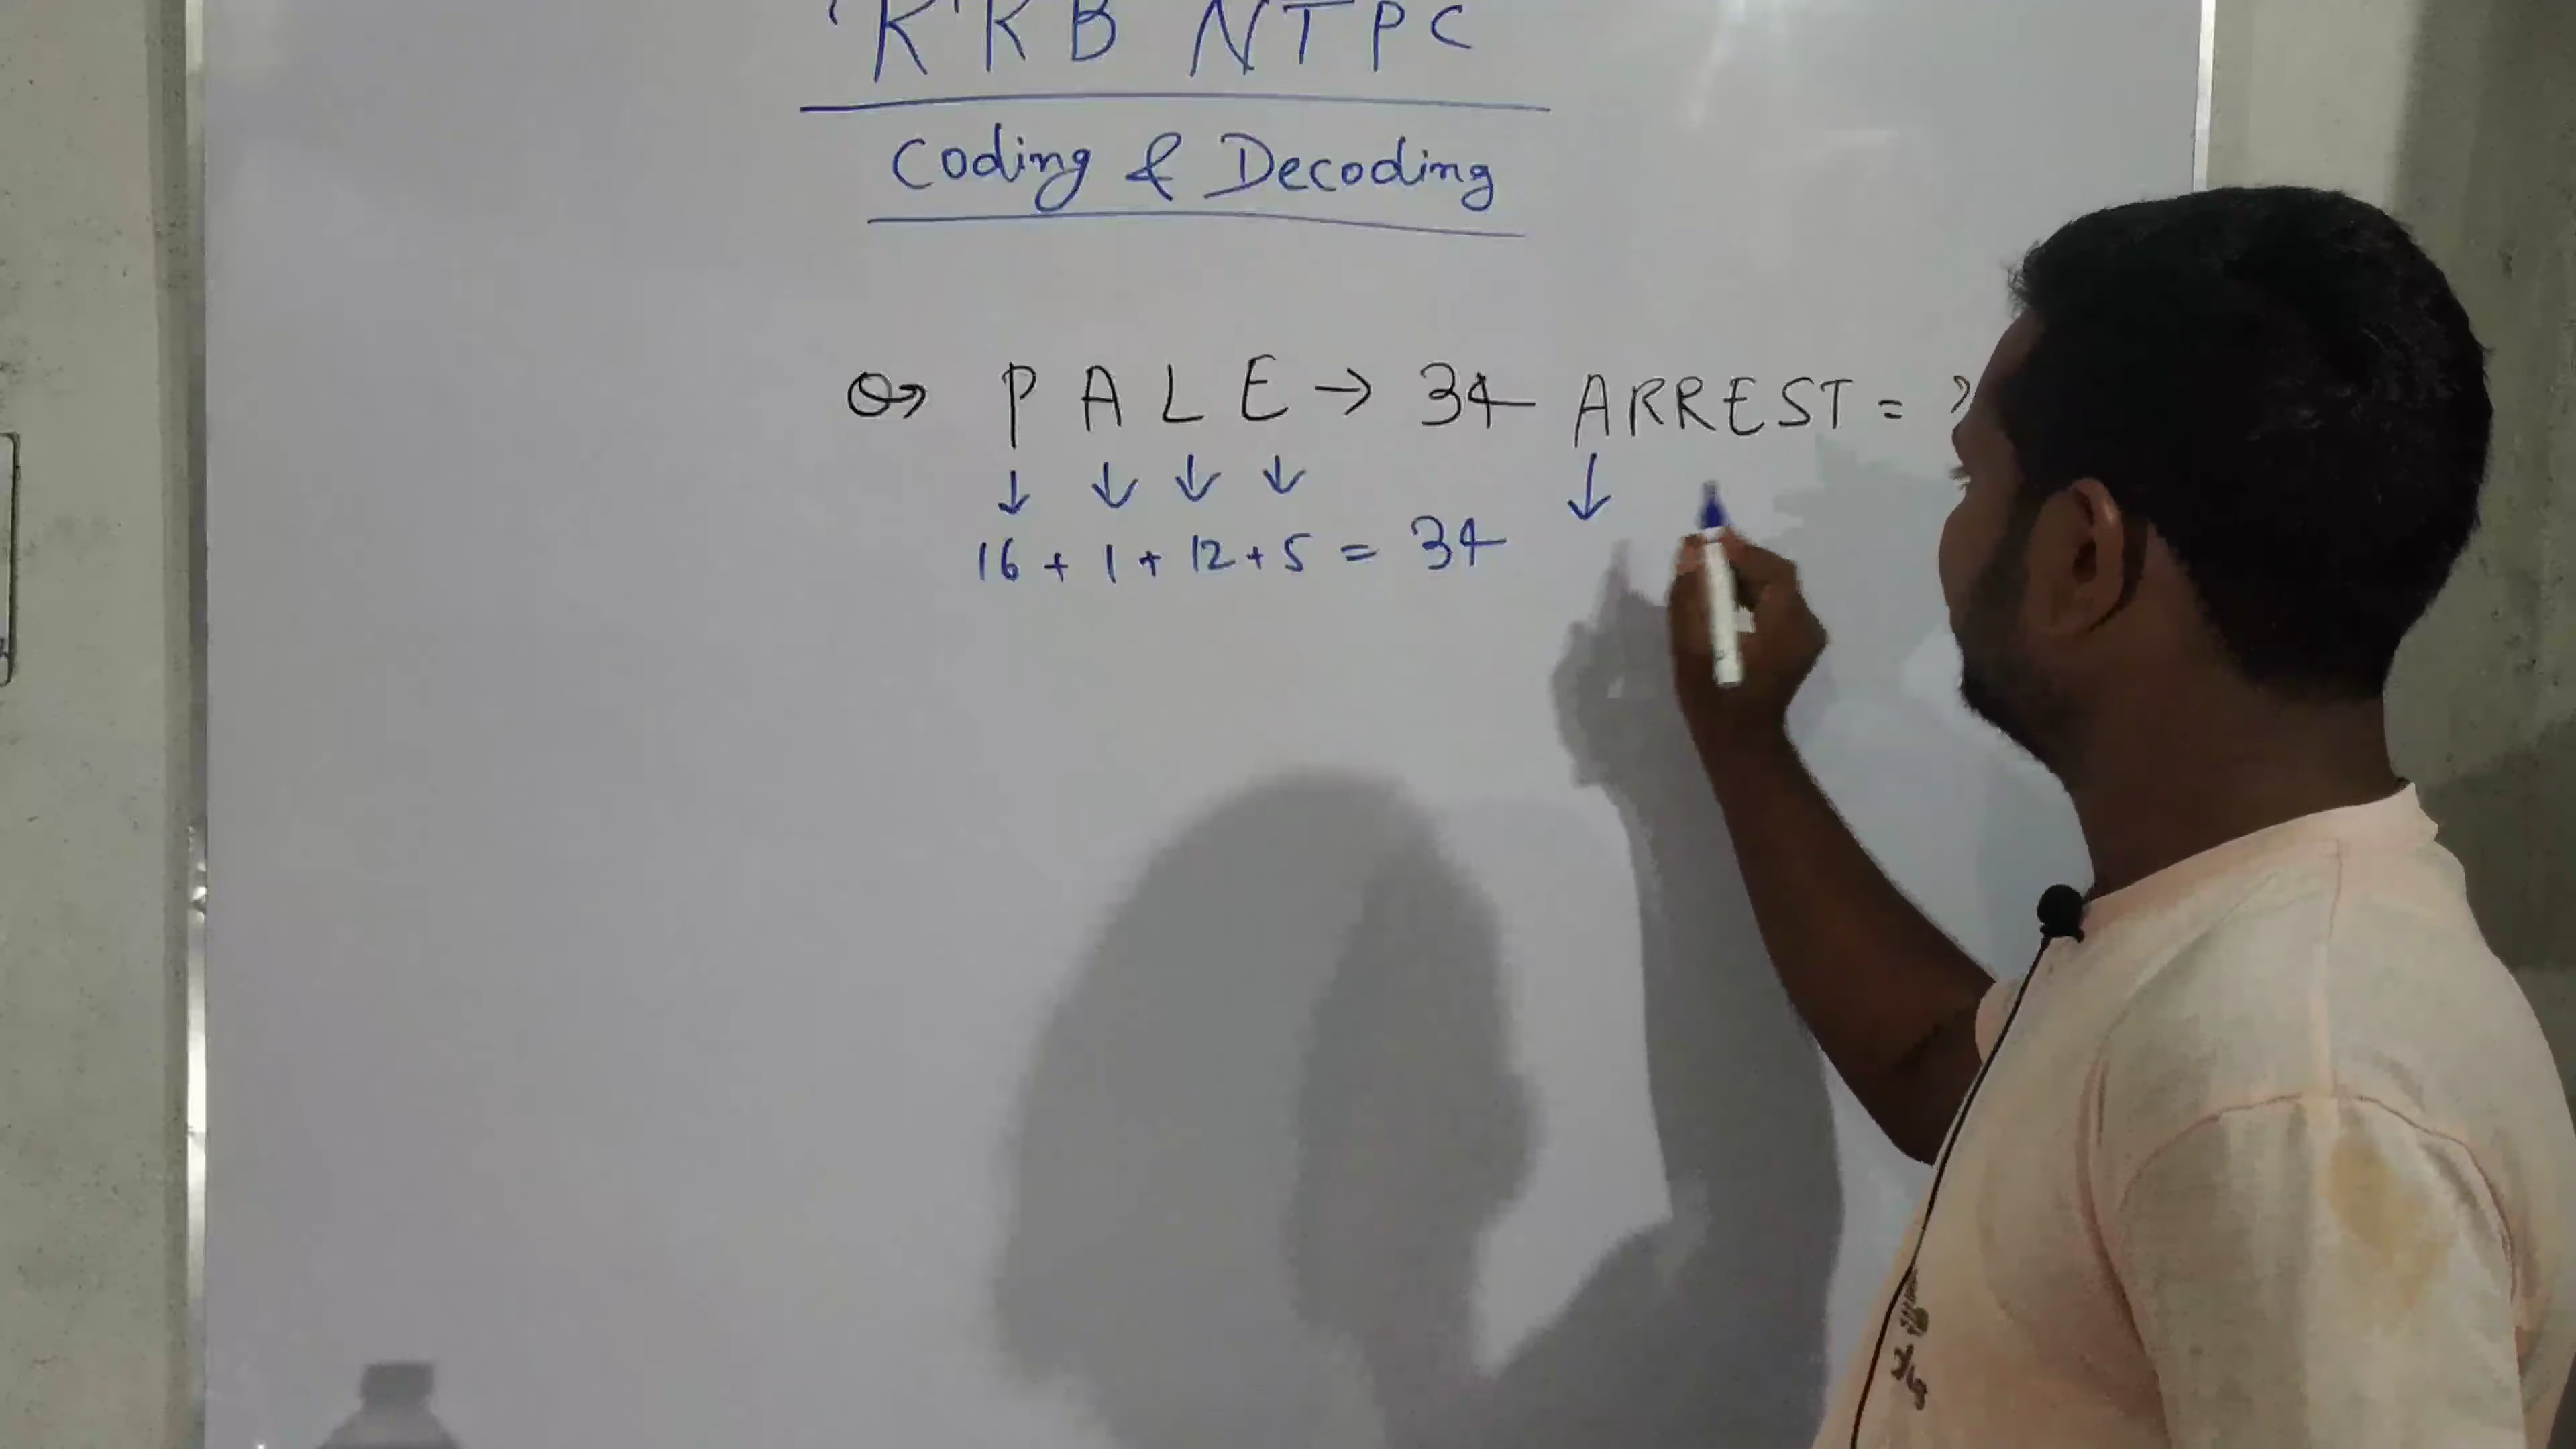 RRB NTPC
Coding & Decoding
Q→ PALE → 34 ARREST = ?
↓ ↓ ↓ ↓ ↓
16 + 1 + 12 + 5 = 34